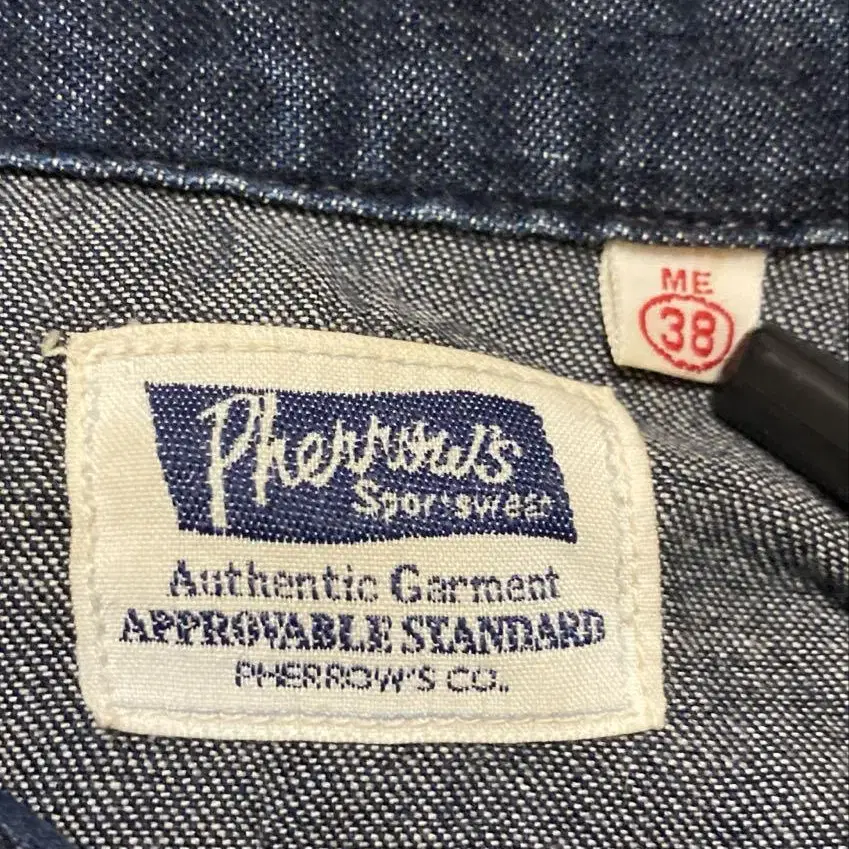 ME
38
Pherrow's
Sportswear
Authentic Garment
APPROVABLE STANDARD
PHERROW'S CO.